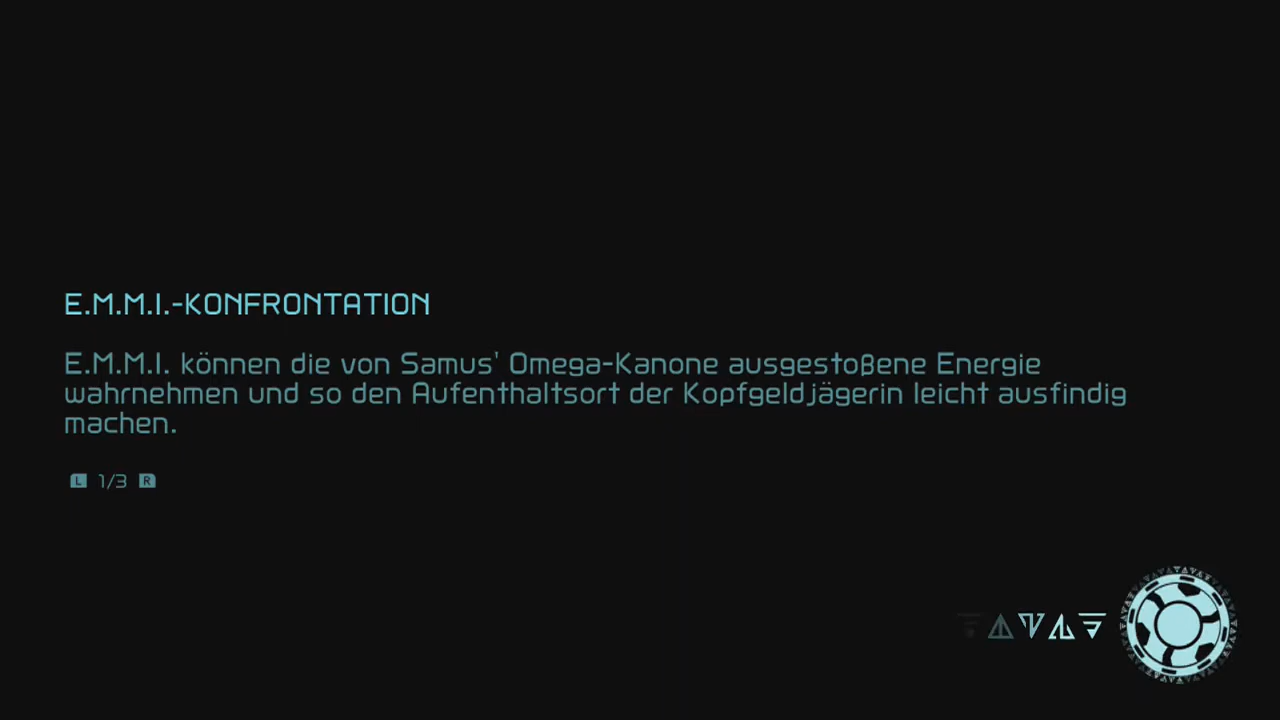 E.M.M.I.-KONFRONTATION
E.M.M.I. können die von Samus' Omega-Kanone ausgestoßene Energie
wahrnehmen und so den Aufenthaltsort der Kopfgeldjägerin leicht ausfindig
machen.
L 1/3 R